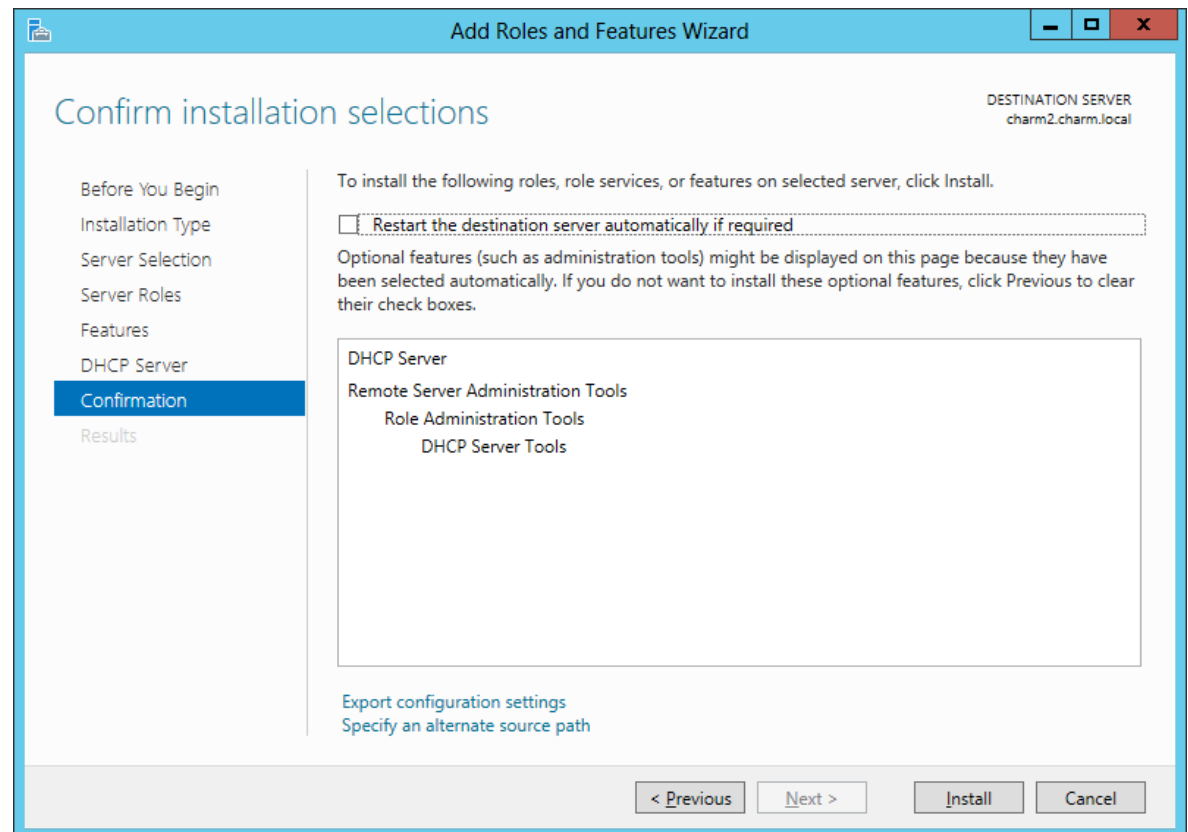 Add Roles and Features Wizard
x
Confirm installation selections
DESTINATION SERVER
charm2.charm.local
Before You Begin
Installation Type
Server Selection
Server Roles
Features
DHCP Server
Confirmation
Results
To install the following roles, role services, or features on selected server, click Install.
Restart the destination server automatically if required
Optional features (such as administration tools) might be displayed on this page because they have
been selected automatically. If you do not want to install these optional features, click Previous to clear
their check boxes.
DHCP Server
Remote Server Administration Tools
Role Administration Tools
DHCP Server Tools
Export configuration settings
Specify an alternate source path
< Previous
Next >
Install
Cancel